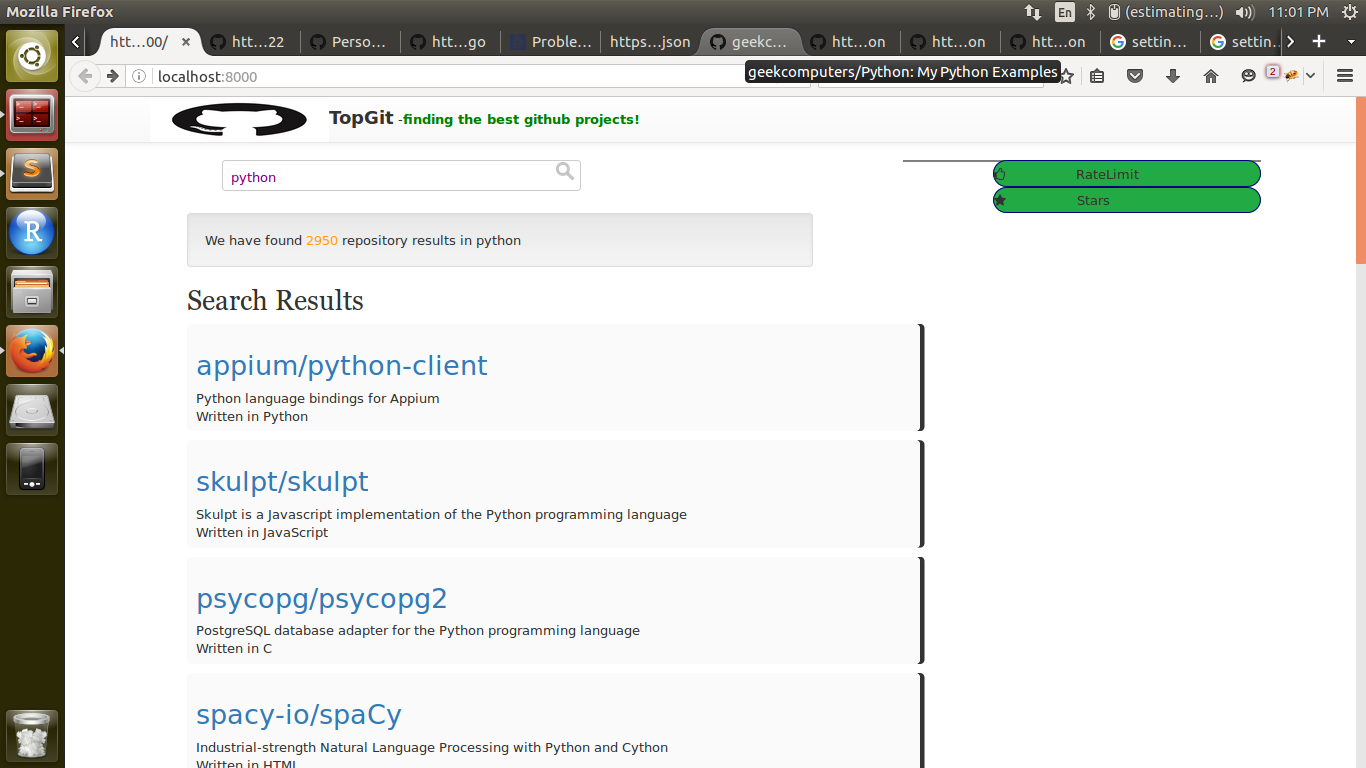 Mozilla Firefox
En
(estimating...)
11:01 PM
htt...00/
htt...22
Perso...
htt...go
Proble...
https...json
geekc...
htt...on
htt...on
htt...on
settin...
settin...
localhost:8000
geekcomputers/Python: My Python Examples
2
TopGit -finding the best github projects!
python
RateLimit
Stars
We have found 2950 repository results in python
Search Results
appium/python-client
Python language bindings for Appium
Written in Python
skulpt/skulpt
Skulpt is a Javascript implementation of the Python programming language
Written in JavaScript
psycopg/psycopg2
PostgreSQL database adapter for the Python programming language
Written in C
spacy-io/spaCy
Industrial-strength Natural Language Processing with Python and Cython
Written in HTML
S
R